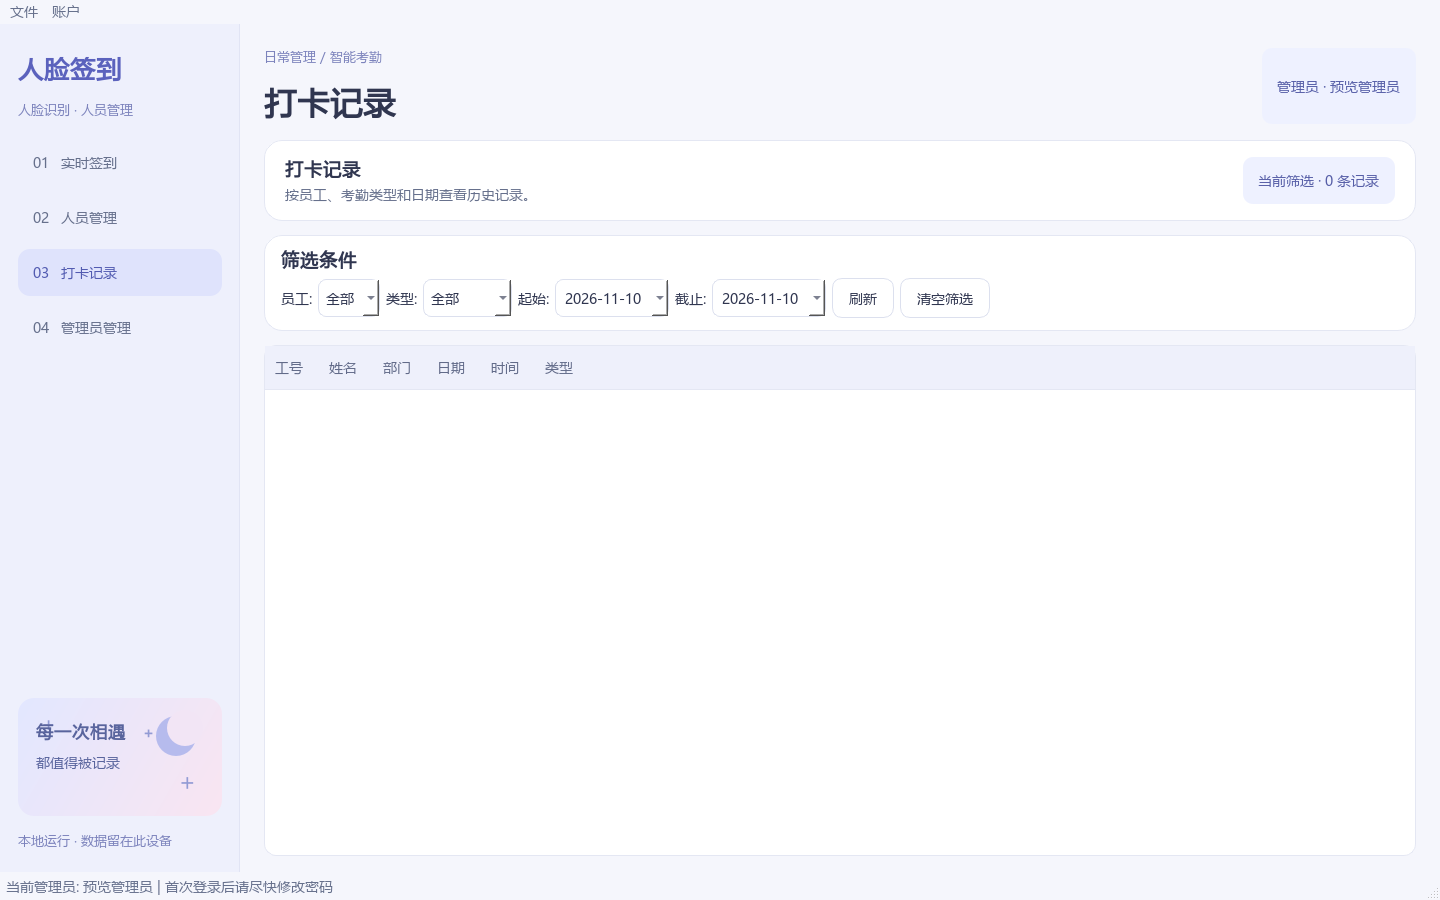 文件 账户
人脸签到
人脸识别 · 人员管理
01 实时签到
02 人员管理
03 打卡记录
04 管理员管理
每一次相遇
都值得被记录
本地运行 · 数据留在此设备
日常管理 / 智能考勤
打卡记录
管理员 · 预览管理员
打卡记录
按员工、考勤类型和日期查看历史记录。
当前筛选 · 0 条记录
筛选条件
员工: 全部 类型: 全部 起始: 2026-11-10 截止: 2026-11-10 刷新 清空筛选
工号 姓名 部门 日期 时间 类型
当前管理员: 预览管理员 | 首次登录后请尽快修改密码